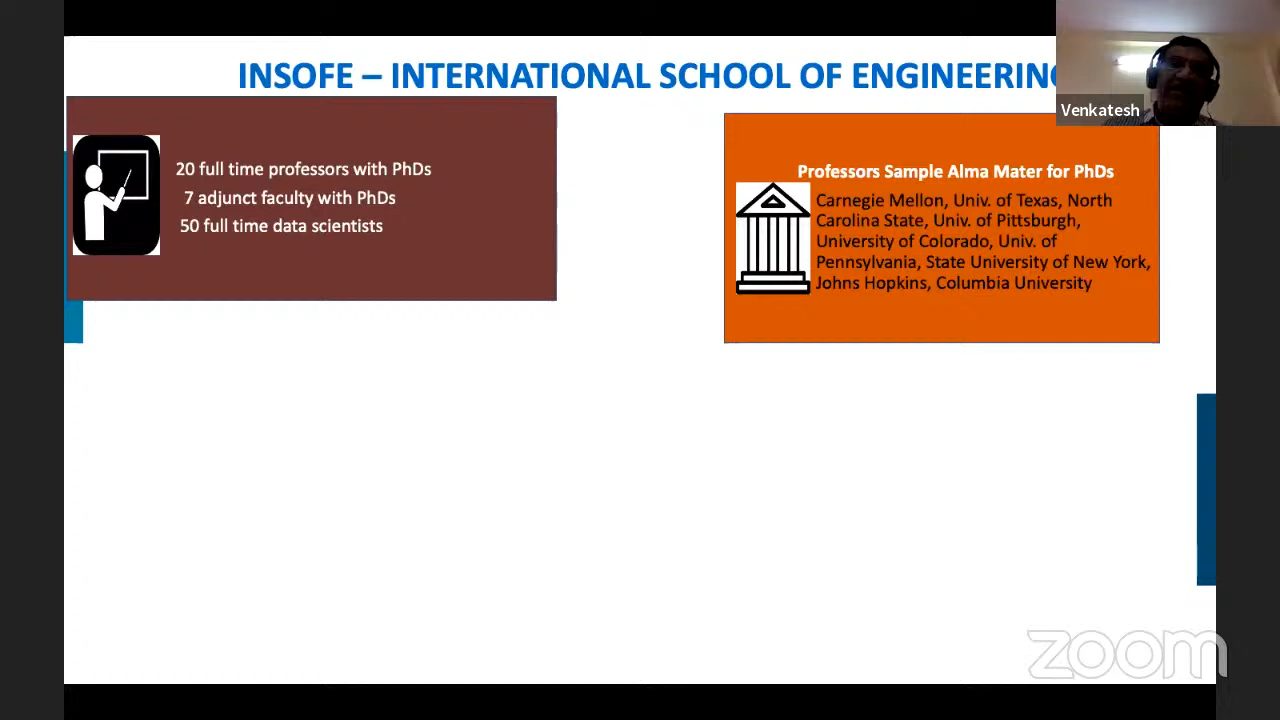 INSOFE – INTERNATIONAL SCHOOL OF ENGINEERING
Venkatesh
20 full time professors with PhDs
7 adjunct faculty with PhDs
50 full time data scientists
Professors Sample Alma Mater for PhDs
Carnegie Mellon, Univ. of Texas, North
Carolina State, Univ. of Pittsburgh,
University of Colorado, Univ. of
Pennsylvania, State University of New York,
Johns Hopkins, Columbia University
zoom